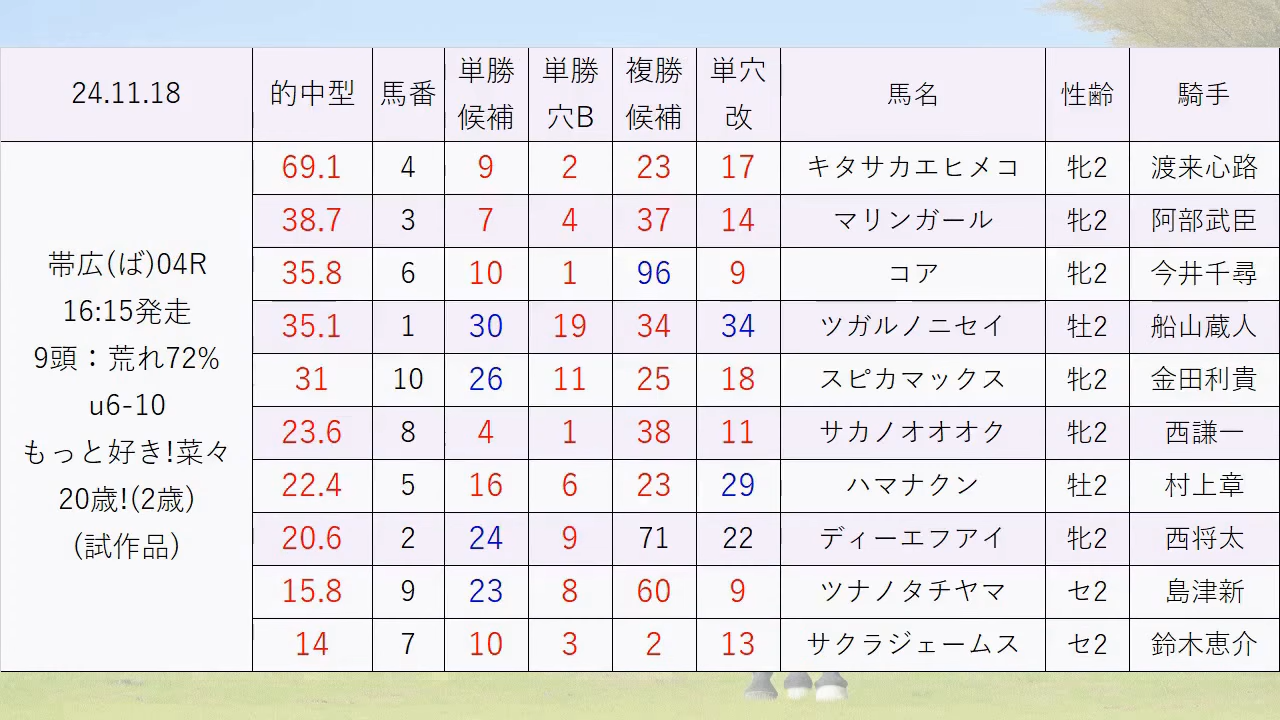 24.11.18 的中型 馬番 単勝候補 単勝穴B 複勝候補 単穴改 馬名 性齢 騎手
帯広(ば)04R
16:15発走
9頭：荒れ72%
u6-10
もっと好き!菜々
20歳!(2歳)
(試作品)
69.1 4 9 2 23 17 キタサカエヒメコ 牝2 渡来心路
38.7 3 7 4 37 14 マリンガール 牝2 阿部武臣
35.8 6 10 1 96 9 コア 牝2 今井千尋
35.1 1 30 19 34 34 ツガルノニセイ 牡2 船山蔵人
31 10 26 11 25 18 スピカマックス 牝2 金田利貴
23.6 8 4 1 38 11 サカノオオオク 牝2 西謙一
22.4 5 16 6 23 29 ハマナクン 牡2 村上章
20.6 2 24 9 71 22 ディーエフアイ 牝2 西将太
15.8 9 23 8 60 9 ツナノタチヤマ セ2 島津新
14 7 10 3 2 13 サクラジェームス セ2 鈴木恵介